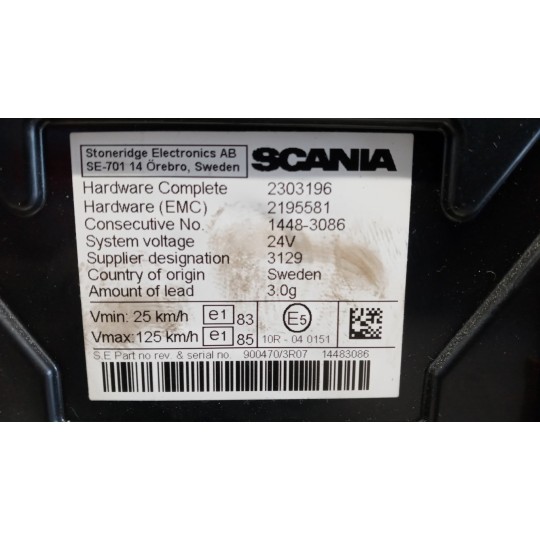 Stoneridge Electronics AB
SE-701 14 Örebro, Sweden
SCANIA
Hardware Complete 2303196
Hardware (EMC) 2195581
Consecutive No. 1448-3086
System voltage 24V
Supplier designation 3129
Country of origin Sweden
Amount of lead 3.0g
Vmin: 25 km/h e1 83
Vmax: 125 km/h e1 85
E5
10R - 04 0151
S.E Part no rev. & serial no. 900470/3R07 14483086